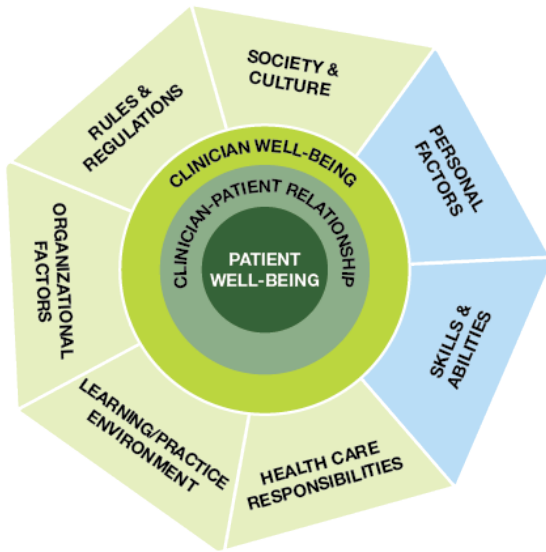 SOCIETY &
CULTURE
PERSONAL
FACTORS
SKILLS &
ABILITIES
HEALTH CARE
RESPONSIBILITIES
LEARNING/PRACTICE
ENVIRONMENT
ORGANIZATIONAL
FACTORS
RULES &
REGULATIONS
CLINICIAN WELL-BEING
CLINICIAN-PATIENT RELATIONSHIP
PATIENT
WELL-BEING